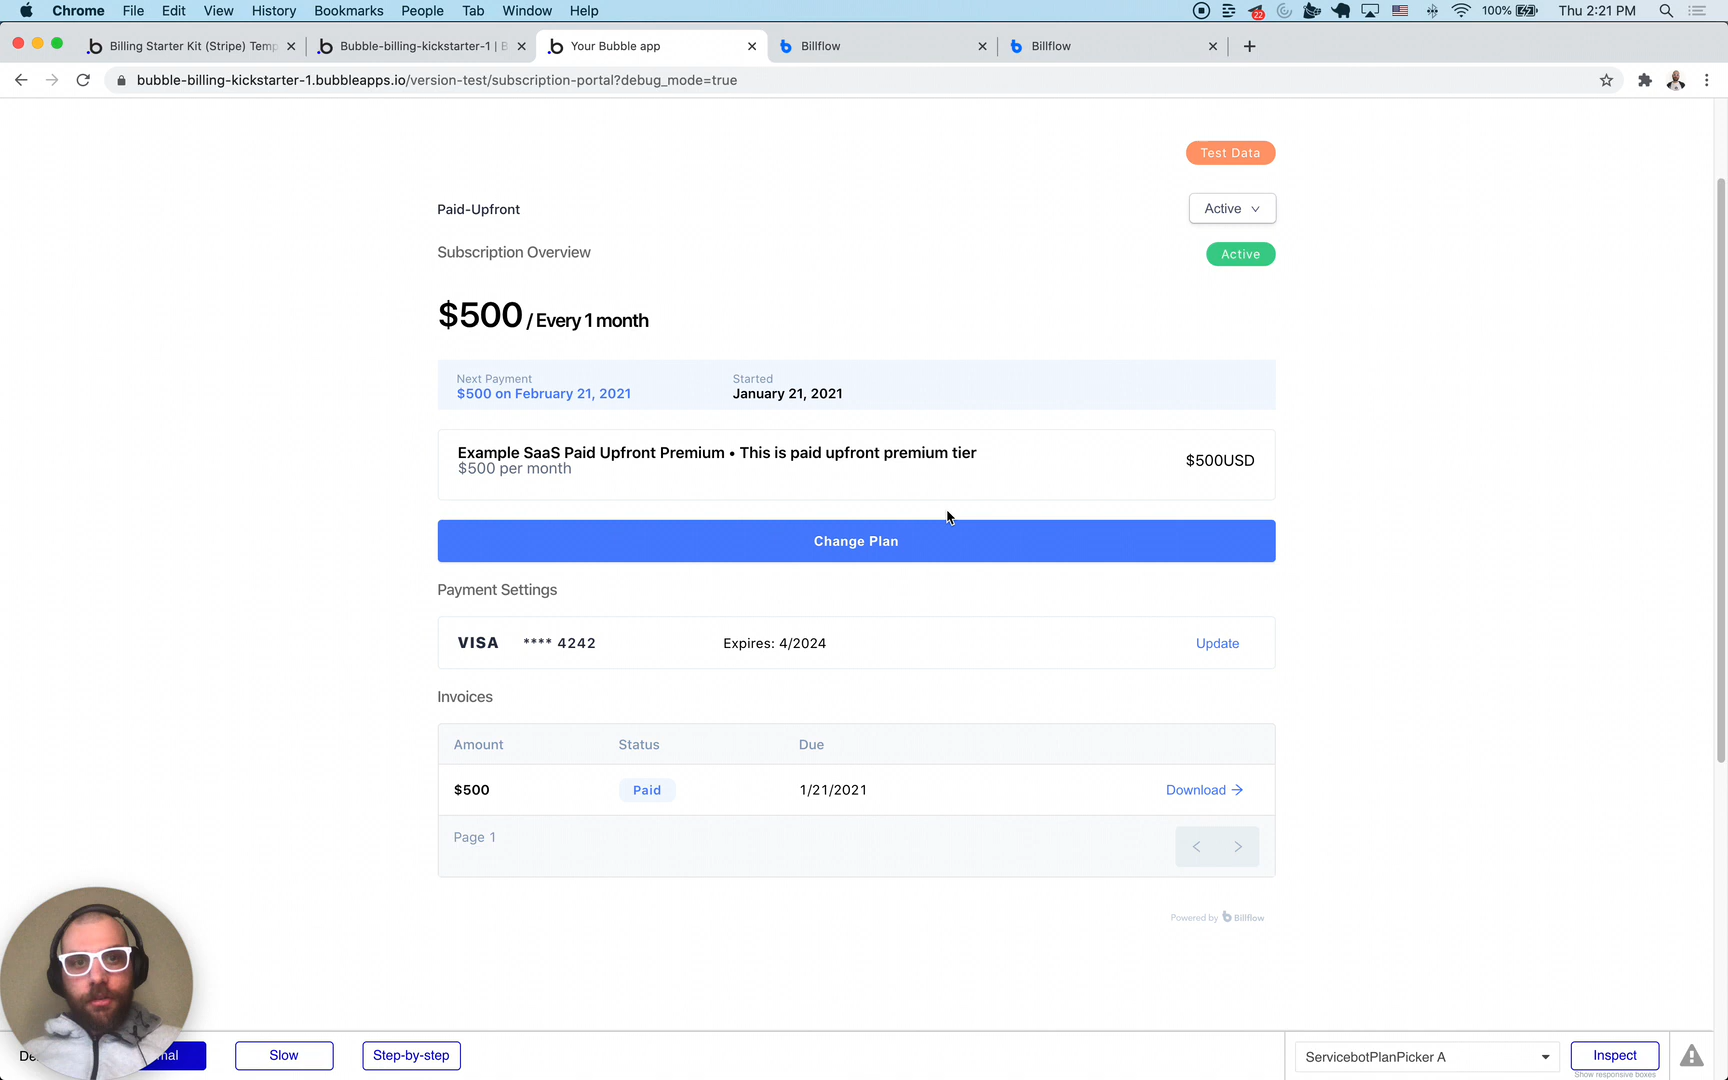 Chrome File Edit View History Bookmarks People Tab Window Help 22 100% Thu 2:21 PM
Billing Starter Kit (Stripe) Temp
Bubble-billing-kickstarter-1 | B
Your Bubble app
Billflow
Billflow
bubble-billing-kickstarter-1.bubbleapps.io/version-test/subscription-portal?debug_mode=true
Test Data
Paid-Upfront
Active
Subscription Overview
Active
$500 / Every 1 month
Next Payment
Started
$500 on February 21, 2021
January 21, 2021
Example SaaS Paid Upfront Premium • This is paid upfront premium tier
$500 per month
$500USD
Change Plan
Payment Settings
VISA **** 4242 Expires: 4/2024 Update
Invoices
Amount Status Due
$500 Paid 1/21/2021 Download →
Page 1
< >
Powered by Billflow
Slow
Step-by-step
ServicebotPlanPicker A
Inspect
Show responsive boxes